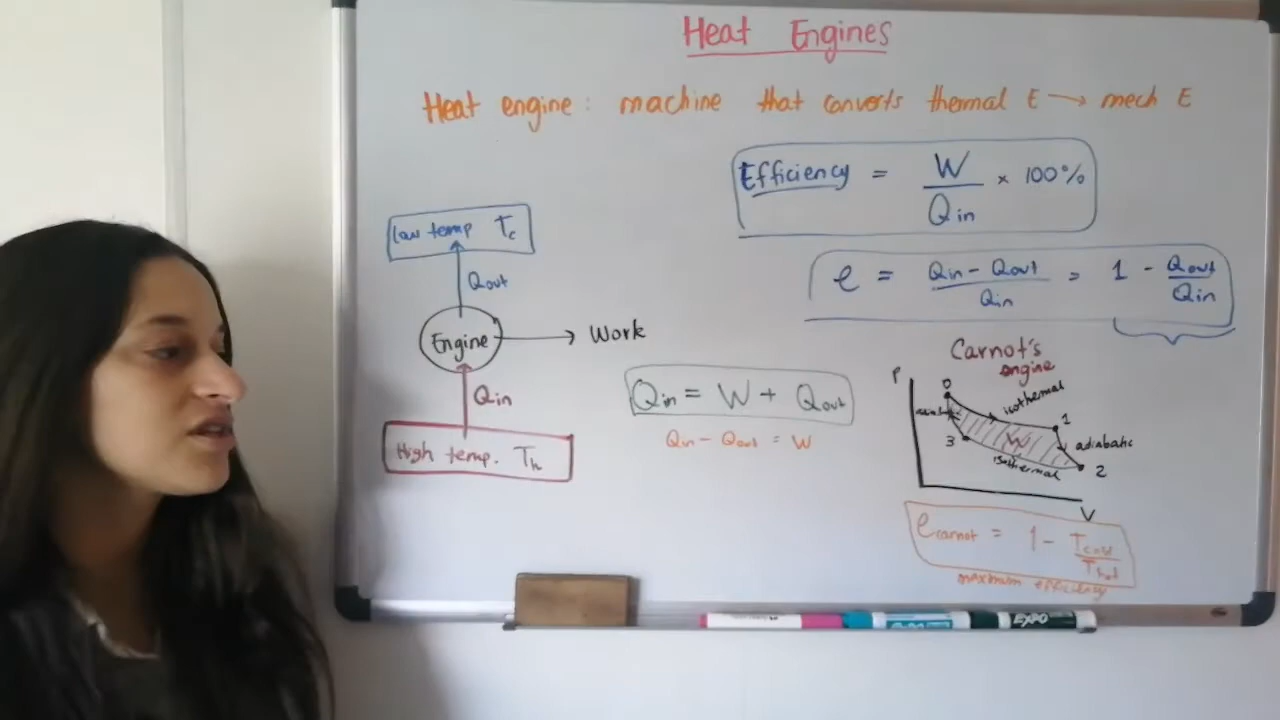 Heat Engines
Heat engine: machine that converts thermal E → mech E
Efficiency = W / Qin × 100%
e = Qin - Qout / Qin = 1 - Qout / Qin
low temp Tc
Qout
Engine → Work
Qin
High temp. Th
Qin = W + Qout
Qin - Qout = W
Carnot's
engine
P
0
isothermal
1
adiabatic
W
3
isothermal
2
V
ecarnot = 1 - Tcold / Thot
maximum efficiency
EXPO